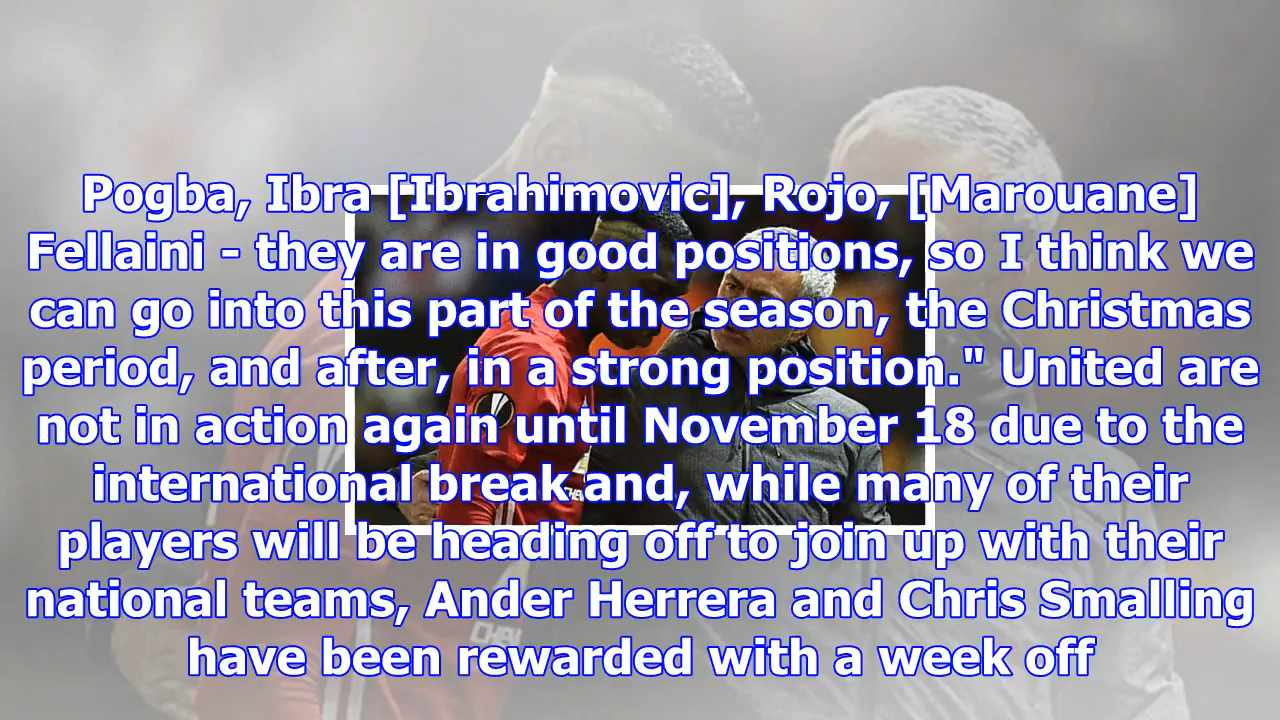 Pogba, Ibra [Ibrahimovic], Rojo, [Marouane]
Fellaini - they are in good positions, so I think we
can go into this part of the season, the Christmas
period, and after, in a strong position." United are
not in action again until November 18 due to the
international break and, while many of their
players will be heading off to join up with their
national teams, Ander Herrera and Chris Smalling
have been rewarded with a week off